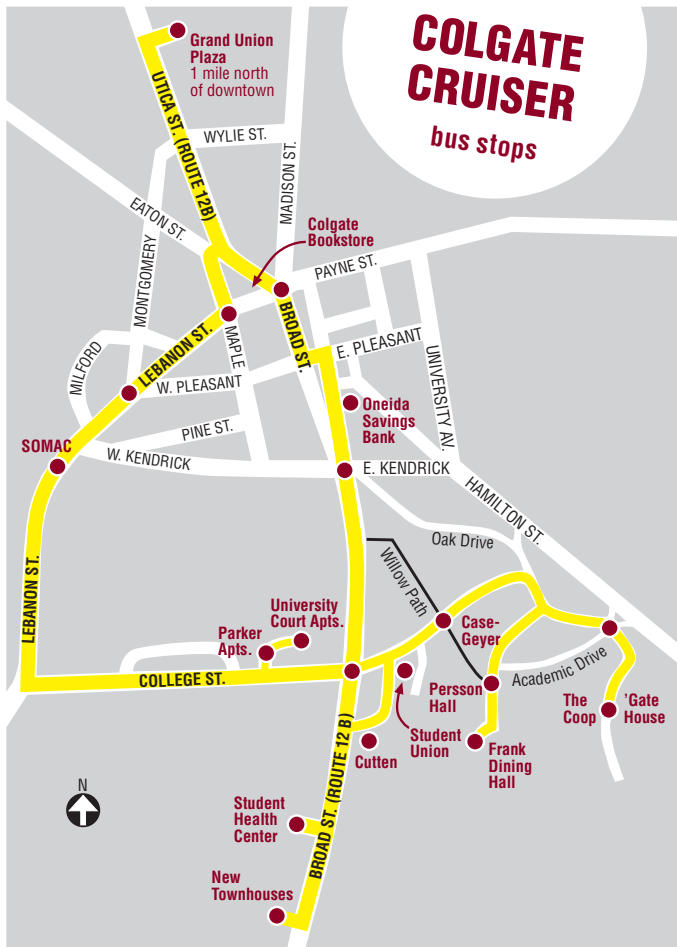 COLGATE
CRUISER
bus stops
Grand Union
Plaza
1 mile north
of downtown
UTICA ST. (ROUTE 12B)
WYLIE ST.
MADISON ST.
EATON ST.
MONTGOMERY
Colgate
Bookstore
PAYNE ST.
MILFORD
LEBANON ST.
MAPLE
BROAD ST.
E. PLEASANT
UNIVERSITY AV.
W. PLEASANT
Oneida
Savings
Bank
PINE ST.
SOMAC
W. KENDRICK
E. KENDRICK
HAMILTON ST.
Oak Drive
Willow Path
LEBANON ST.
University
Court Apts.
Parker
Apts.
Case-
Geyer
COLLEGE ST.
Academic Drive
Persson
Hall
The
Coop
'Gate
House
Student
Union
Cutten
Frank
Dining
Hall
BROAD ST. (ROUTE 12 B)
N
Student
Health
Center
New
Townhouses